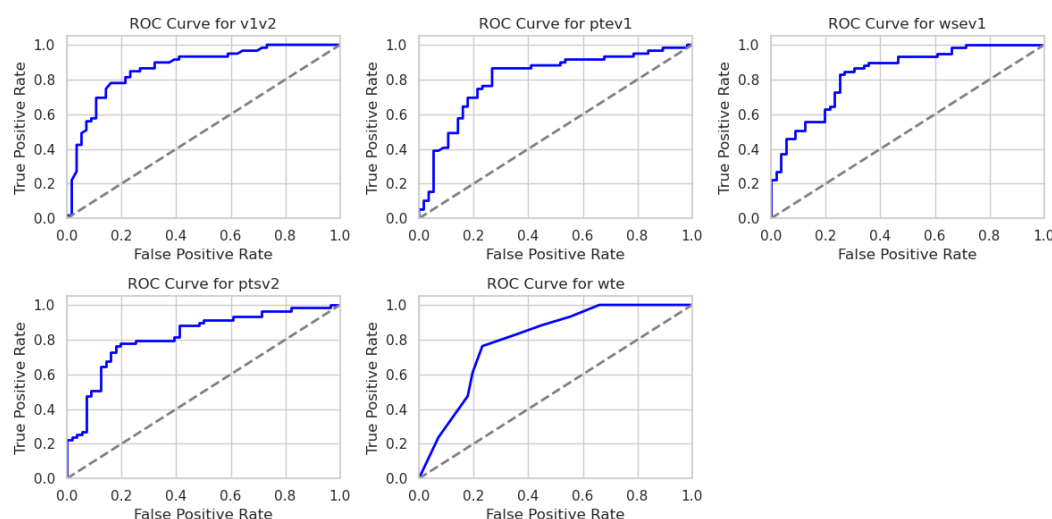 ROC Curve for v1v2
1.0
0.8
0.6
0.4
0.2
0.0
True Positive Rate
0.0 0.2 0.4 0.6 0.8 1.0
False Positive Rate
ROC Curve for ptev1
1.0
0.8
0.6
0.4
0.2
0.0
True Positive Rate
0.0 0.2 0.4 0.6 0.8 1.0
False Positive Rate
ROC Curve for wsev1
1.0
0.8
0.6
0.4
0.2
0.0
True Positive Rate
0.0 0.2 0.4 0.6 0.8 1.0
False Positive Rate
ROC Curve for ptsv2
1.0
0.8
0.6
0.4
0.2
0.0
True Positive Rate
0.0 0.2 0.4 0.6 0.8 1.0
False Positive Rate
ROC Curve for wte
1.0
0.8
0.6
0.4
0.2
0.0
True Positive Rate
0.0 0.2 0.4 0.6 0.8 1.0
False Positive Rate